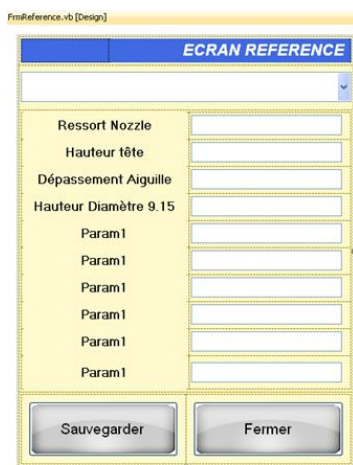 FrmReference.vb [Design]
ECRAN REFERENCE
Ressort Nozzle
Hauteur tête
Dépassement Aiguille
Hauteur Diamètre 9.15
Param1
Param1
Param1
Param1
Param1
Param1
Sauvegarder Fermer